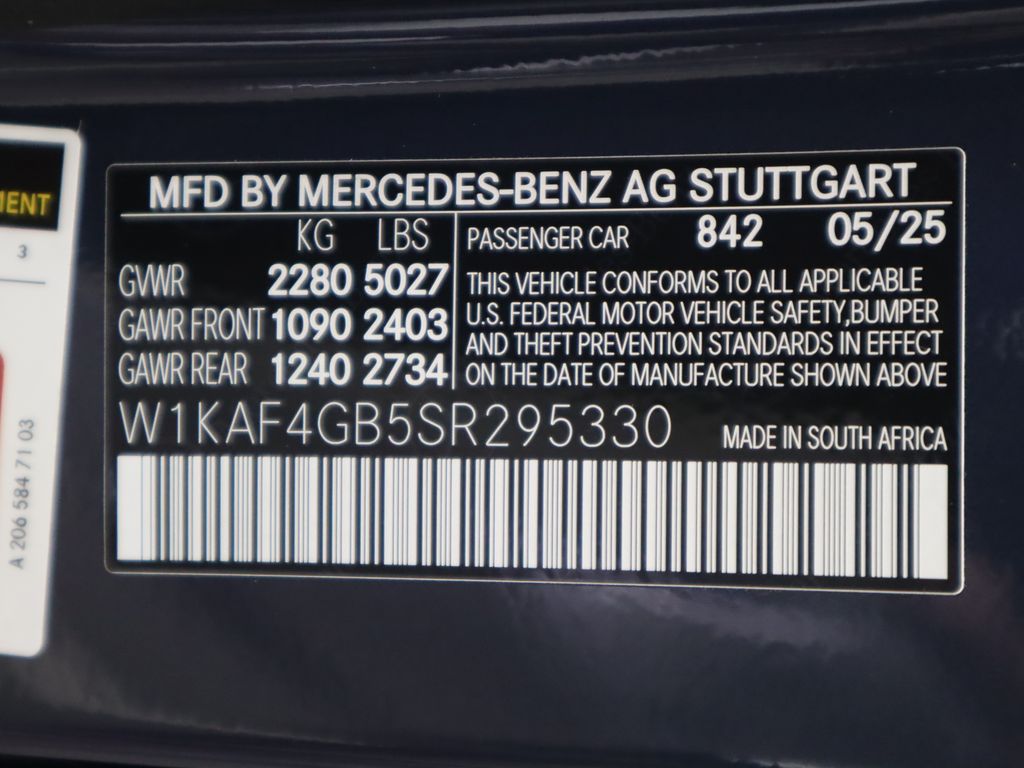 MFD BY MERCEDES-BENZ AG STUTTGART
KG LBS
GVWR 2280 5027
GAWR FRONT 1090 2403
GAWR REAR 1240 2734
PASSENGER CAR 842 05/25
THIS VEHICLE CONFORMS TO ALL APPLICABLE
U.S. FEDERAL MOTOR VEHICLE SAFETY,BUMPER
AND THEFT PREVENTION STANDARDS IN EFFECT
ON THE DATE OF MANUFACTURE SHOWN ABOVE
W1KAF4GB5SR295330 MADE IN SOUTH AFRICA
3
A 206 584 71 03